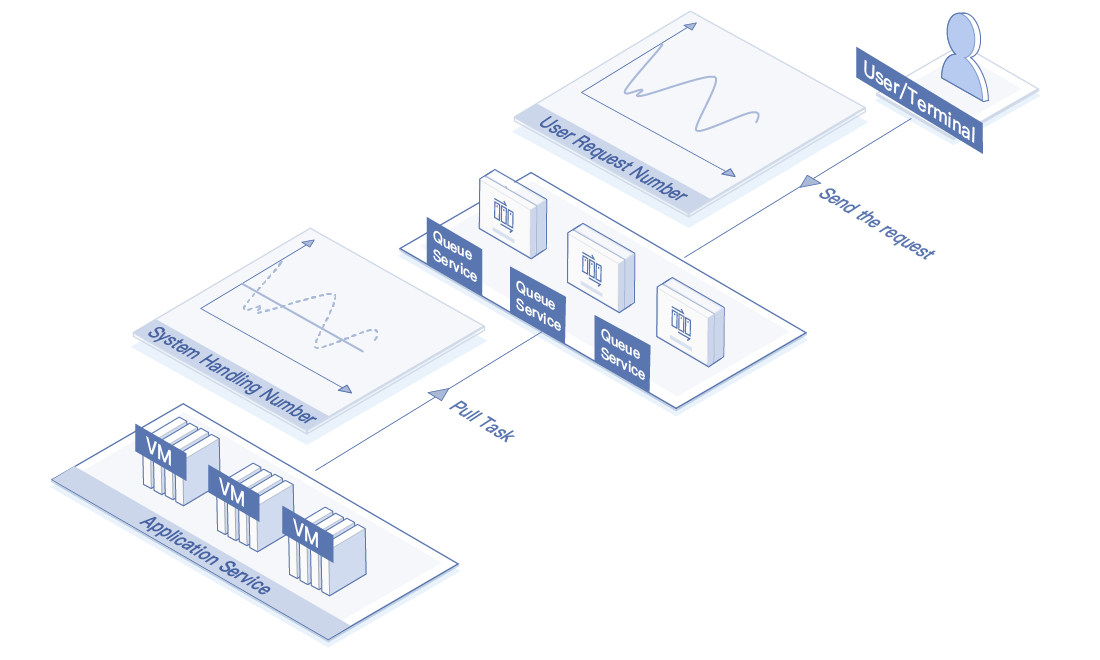 User/Terminal
User Request Number
Send the request
Queue
Service
Queue
Service
Queue
Service
System Handling Number
Pull Task
VM
VM
VM
Application Service